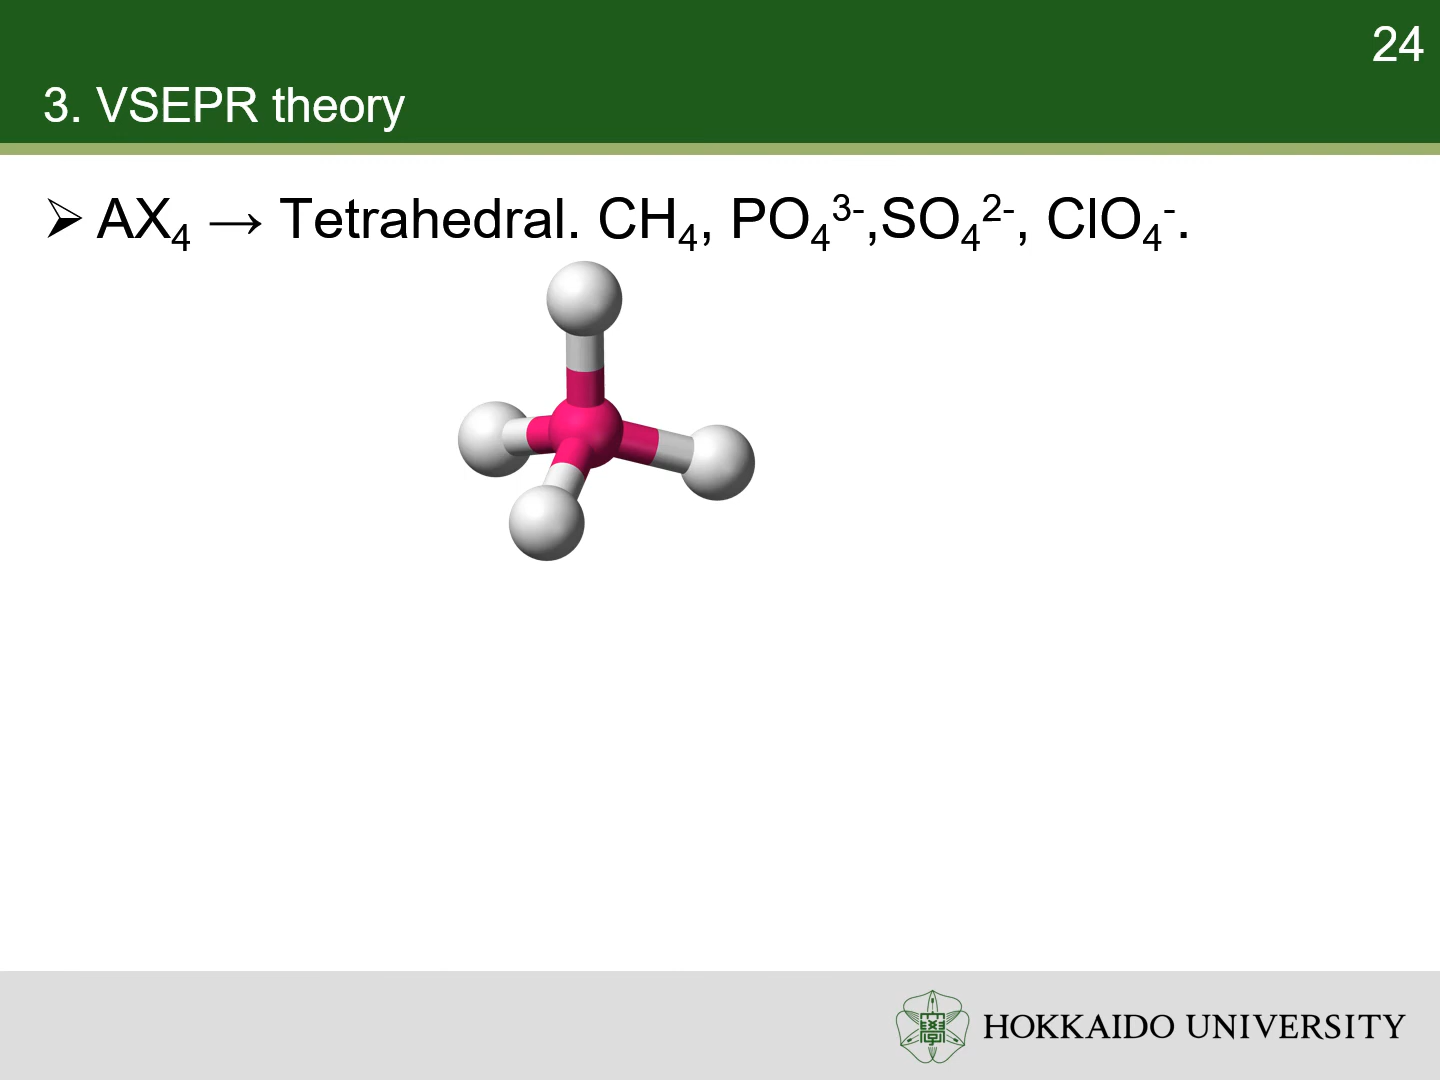 24
3. VSEPR theory
➢ AX₄ → Tetrahedral. CH₄, PO₄³⁻,SO₄²⁻, ClO₄⁻.
HOKKAIDO UNIVERSITY